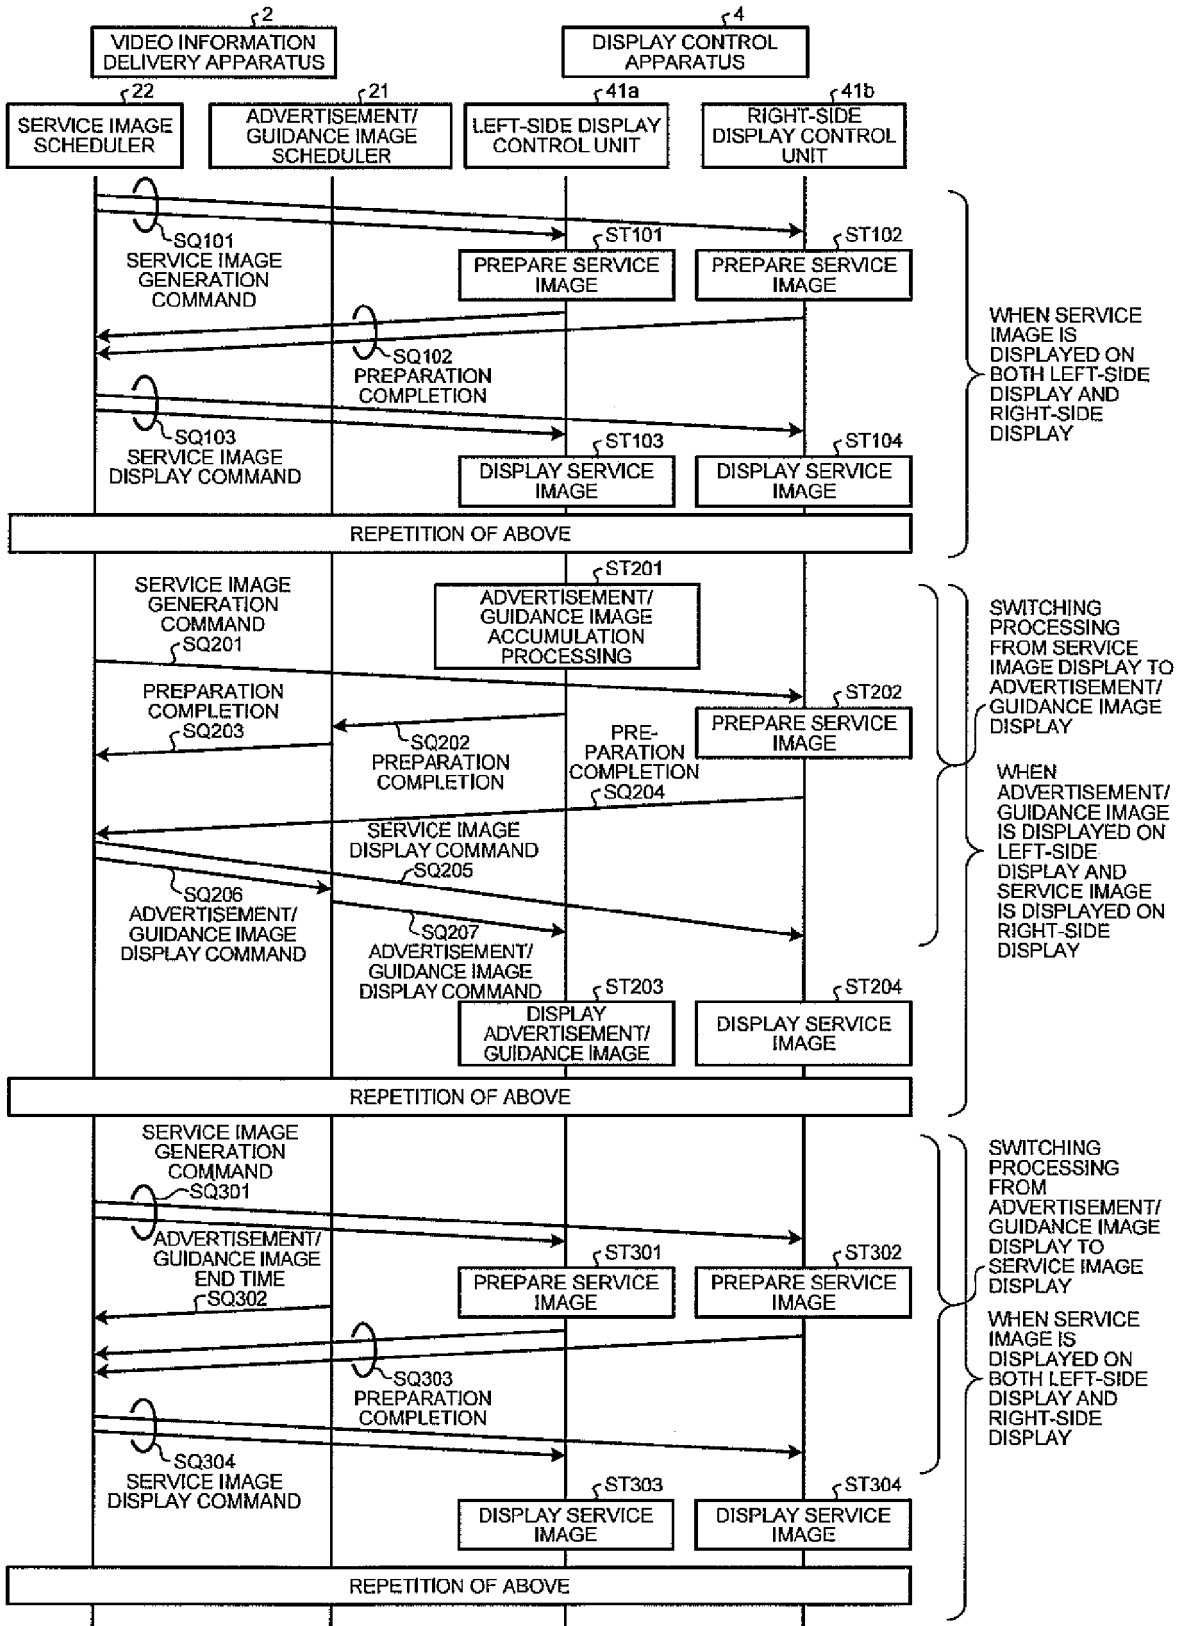 2
VIDEO INFORMATION
DELIVERY APPARATUS
4
DISPLAY CONTROL
APPARATUS
22
SERVICE IMAGE
SCHEDULER
21
ADVERTISEMENT/
GUIDANCE IMAGE
SCHEDULER
41a
LEFT-SIDE DISPLAY
CONTROL UNIT
41b
RIGHT-SIDE
DISPLAY CONTROL
UNIT
SQ101
SERVICE IMAGE
GENERATION
COMMAND
ST101
PREPARE SERVICE
IMAGE
ST102
PREPARE SERVICE
IMAGE
SQ102
PREPARATION
COMPLETION
SQ103
SERVICE IMAGE
DISPLAY COMMAND
ST103
DISPLAY SERVICE
IMAGE
ST104
DISPLAY SERVICE
IMAGE
REPETITION OF ABOVE
WHEN SERVICE
IMAGE IS
DISPLAYED ON
BOTH LEFT-SIDE
DISPLAY AND
RIGHT-SIDE
DISPLAY
SERVICE IMAGE
GENERATION
COMMAND
SQ201
ST201
ADVERTISEMENT/
GUIDANCE IMAGE
ACCUMULATION
PROCESSING
PREPARATION
COMPLETION
SQ203
SQ202
PREPARATION
COMPLETION
ST202
PREPARE SERVICE
IMAGE
PRE-
PARATION
COMPLETION
SQ204
SERVICE IMAGE
DISPLAY COMMAND
SQ205
SQ206
ADVERTISEMENT/
GUIDANCE IMAGE
DISPLAY COMMAND
SQ207
ADVERTISEMENT/
GUIDANCE IMAGE
DISPLAY COMMAND
ST203
DISPLAY
ADVERTISEMENT/
GUIDANCE IMAGE
ST204
DISPLAY SERVICE
IMAGE
REPETITION OF ABOVE
SWITCHING
PROCESSING
FROM SERVICE
IMAGE DISPLAY TO
ADVERTISEMENT/
GUIDANCE IMAGE
DISPLAY
WHEN
ADVERTISEMENT/
GUIDANCE IMAGE
IS DISPLAYED ON
LEFT-SIDE
DISPLAY AND
SERVICE IMAGE
IS DISPLAYED ON
RIGHT-SIDE
DISPLAY
SERVICE IMAGE
GENERATION
COMMAND
SQ301
ADVERTISEMENT/
GUIDANCE IMAGE
END TIME
SQ302
ST301
PREPARE SERVICE
IMAGE
ST302
PREPARE SERVICE
IMAGE
SQ303
PREPARATION
COMPLETION
SQ304
SERVICE IMAGE
DISPLAY COMMAND
ST303
DISPLAY SERVICE
IMAGE
ST304
DISPLAY SERVICE
IMAGE
REPETITION OF ABOVE
SWITCHING
PROCESSING
FROM
ADVERTISEMENT/
GUIDANCE IMAGE
DISPLAY TO
SERVICE IMAGE
DISPLAY
WHEN SERVICE
IMAGE IS
DISPLAYED ON
BOTH LEFT-SIDE
DISPLAY AND
RIGHT-SIDE
DISPLAY